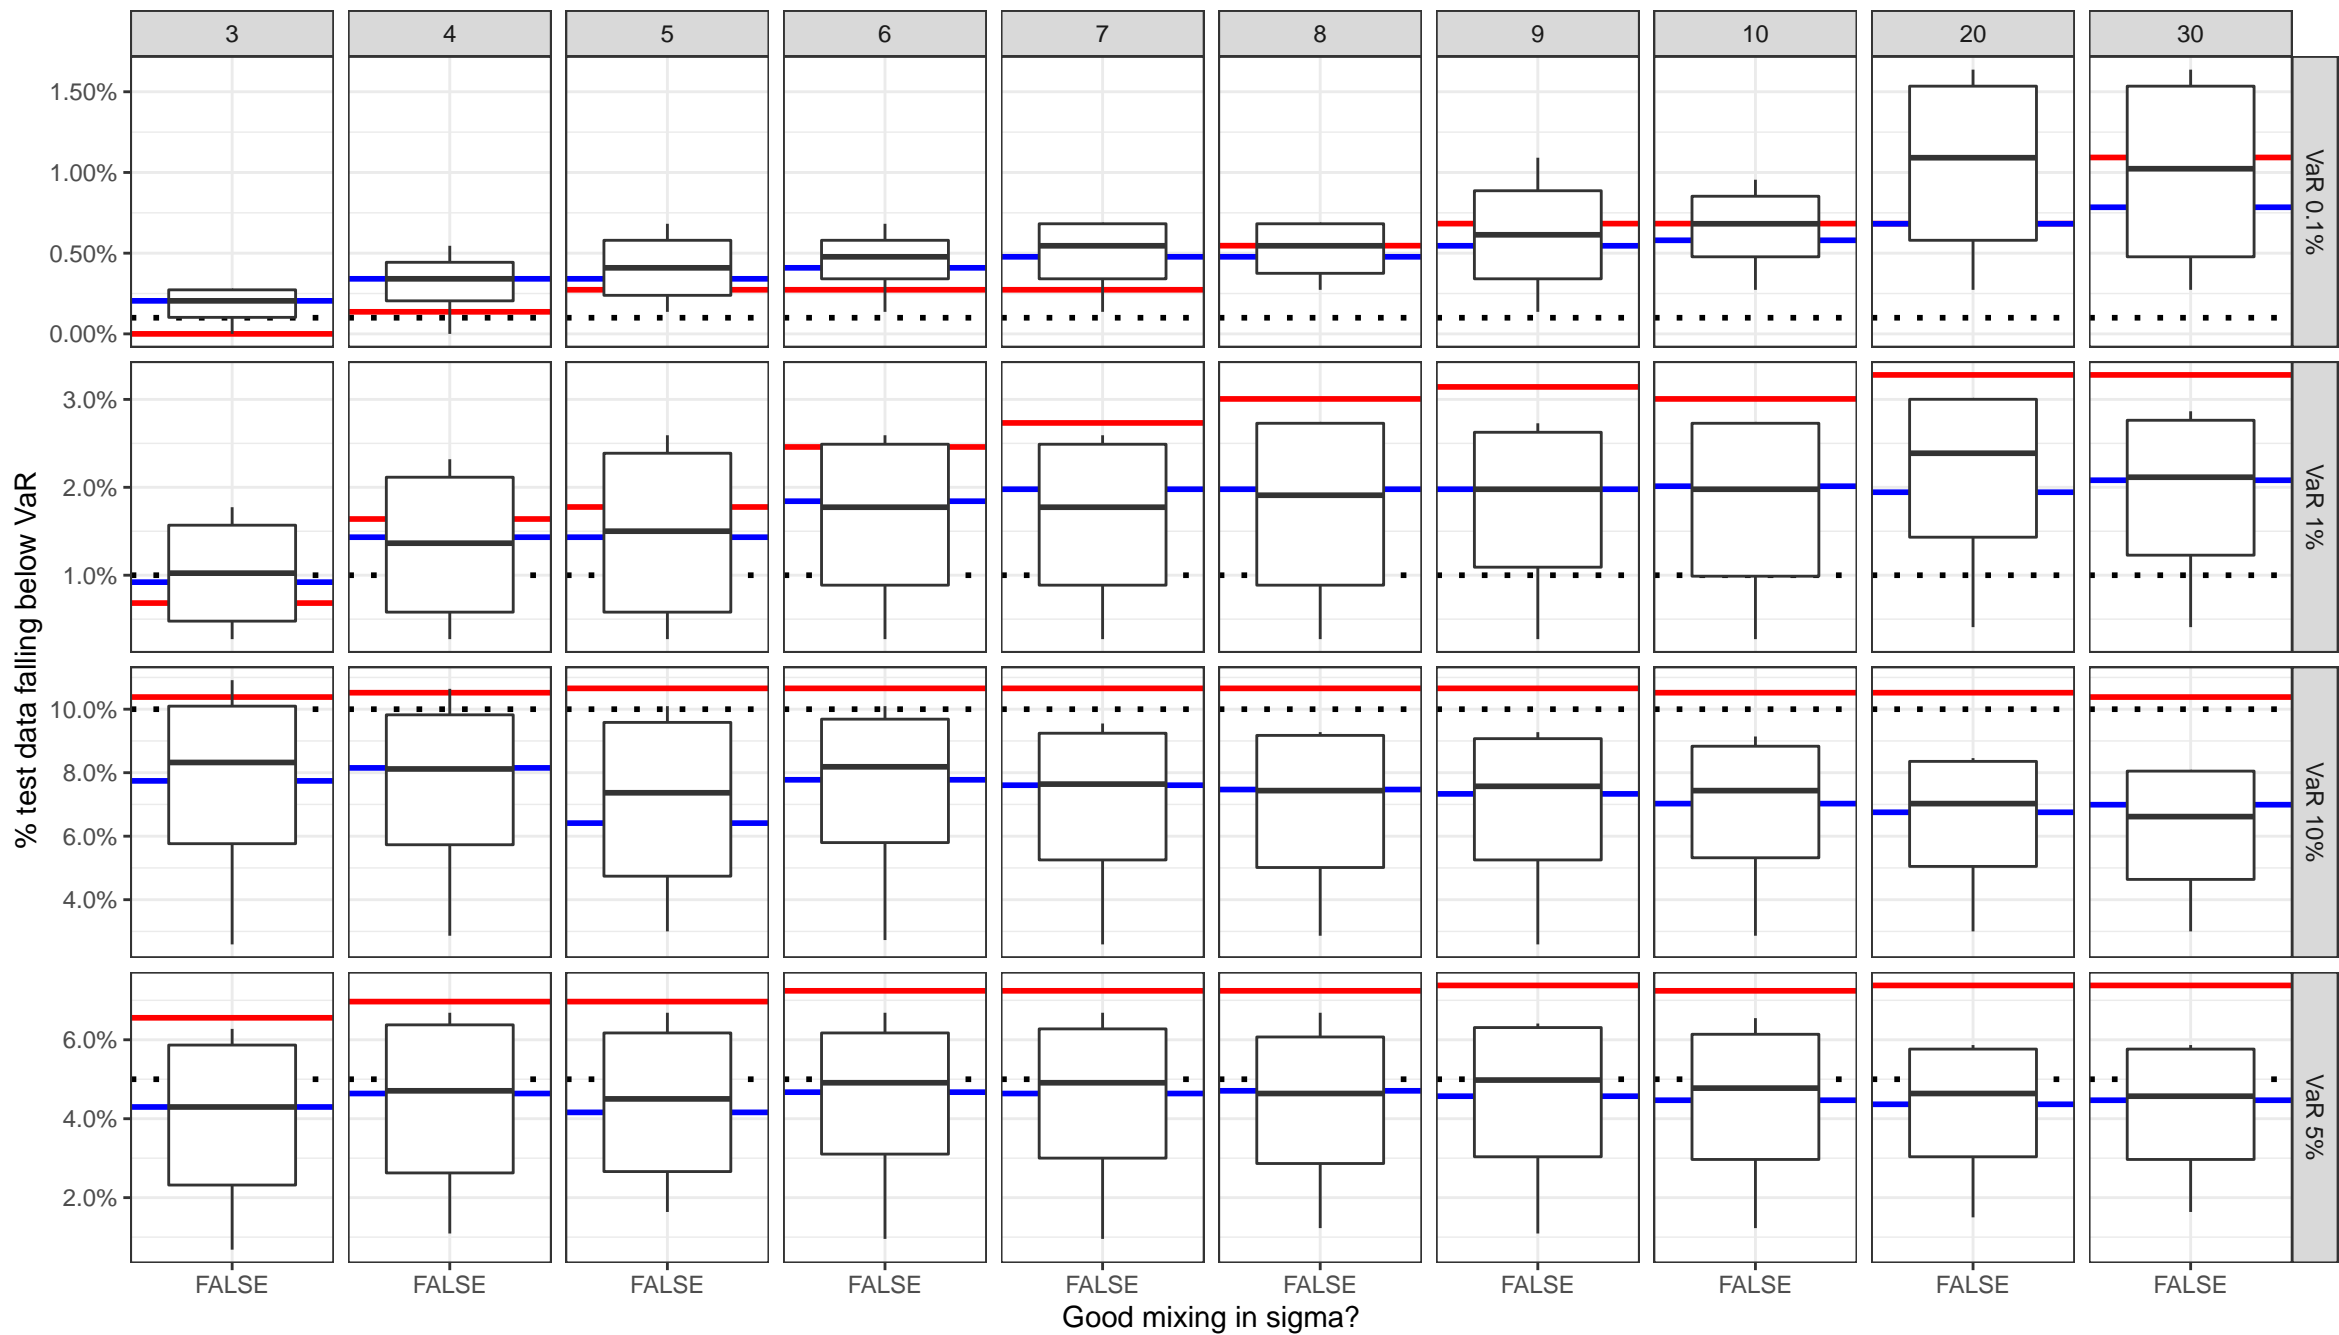 3 4 5 6 7 8 9 10 20 30
1.50%
1.00%
0.50%
0.00%
VaR 0.1%
3.0%
2.0%
1.0%
VaR 1%
10.0%
8.0%
6.0%
4.0%
VaR 10%
6.0%
4.0%
2.0%
VaR 5%
% test data falling below VaR
FALSE FALSE FALSE FALSE FALSE FALSE FALSE FALSE FALSE FALSE
Good mixing in sigma?